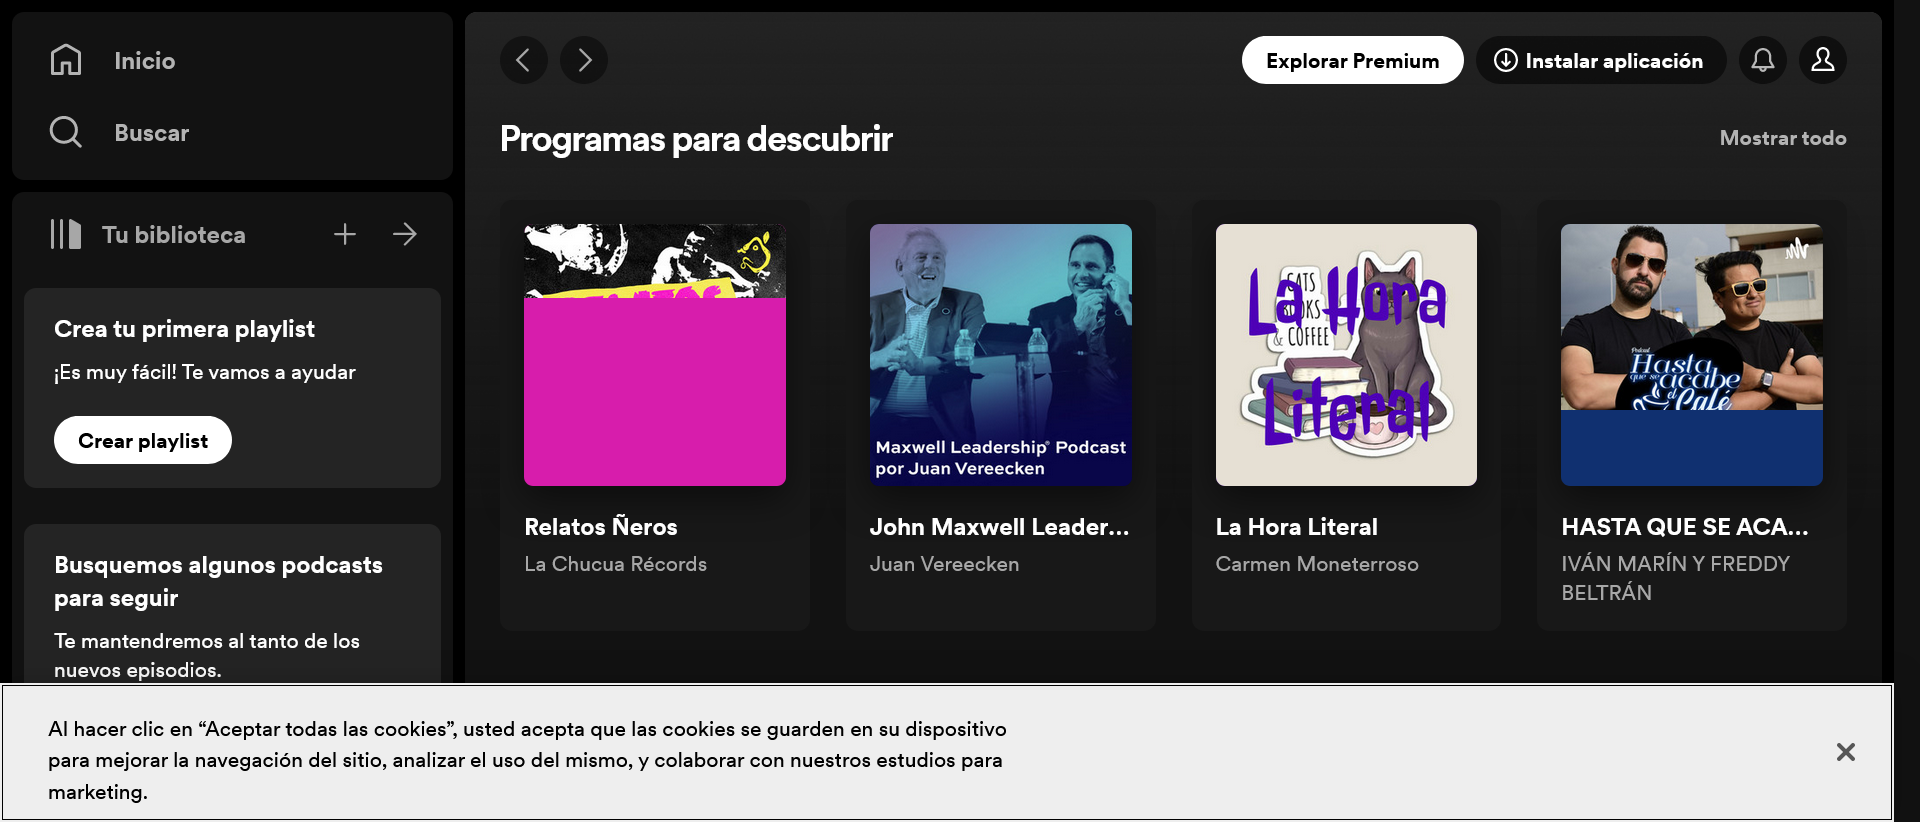 Inicio
Buscar
Tu biblioteca
Crea tu primera playlist
¡Es muy fácil! Te vamos a ayudar
Crear playlist
Busquemos algunos podcasts
para seguir
Te mantendremos al tanto de los
nuevos episodios.
Explorar Premium
Instalar aplicación
Programas para descubrir
Mostrar todo
Relatos Ñeros
La Chucua Récords
Maxwell Leadership® Podcast
por Juan Vereecken
John Maxwell Leader...
Juan Vereecken
CATS
BOOKS
& COFFEE
La Hora
Literal
La Hora Literal
Carmen Moneterroso
Podcast
Hasta
que se acabe
el Café
HASTA QUE SE ACA...
IVÁN MARÍN Y FREDDY
BELTRÁN
Al hacer clic en “Aceptar todas las cookies”, usted acepta que las cookies se guarden en su dispositivo
para mejorar la navegación del sitio, analizar el uso del mismo, y colaborar con nuestros estudios para
marketing.